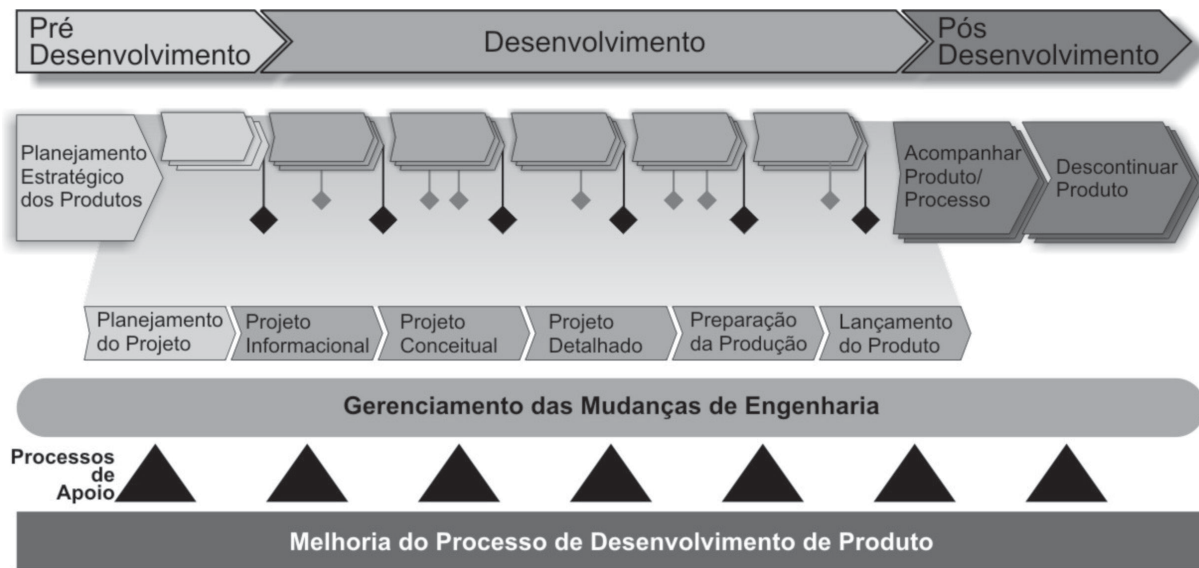 Pré
Desenvolvimento
Desenvolvimento
Pós
Desenvolvimento
Planejamento
Estratégico
dos Produtos
Acompanhar
Produto/
Processo
Descontinuar
Produto
Planejamento
do Projeto
Projeto
Informacional
Projeto
Conceitual
Projeto
Detalhado
Preparação
da Produção
Lançamento
do Produto
Gerenciamento das Mudanças de Engenharia
Processos
de
Apoio
Melhoria do Processo de Desenvolvimento de Produto